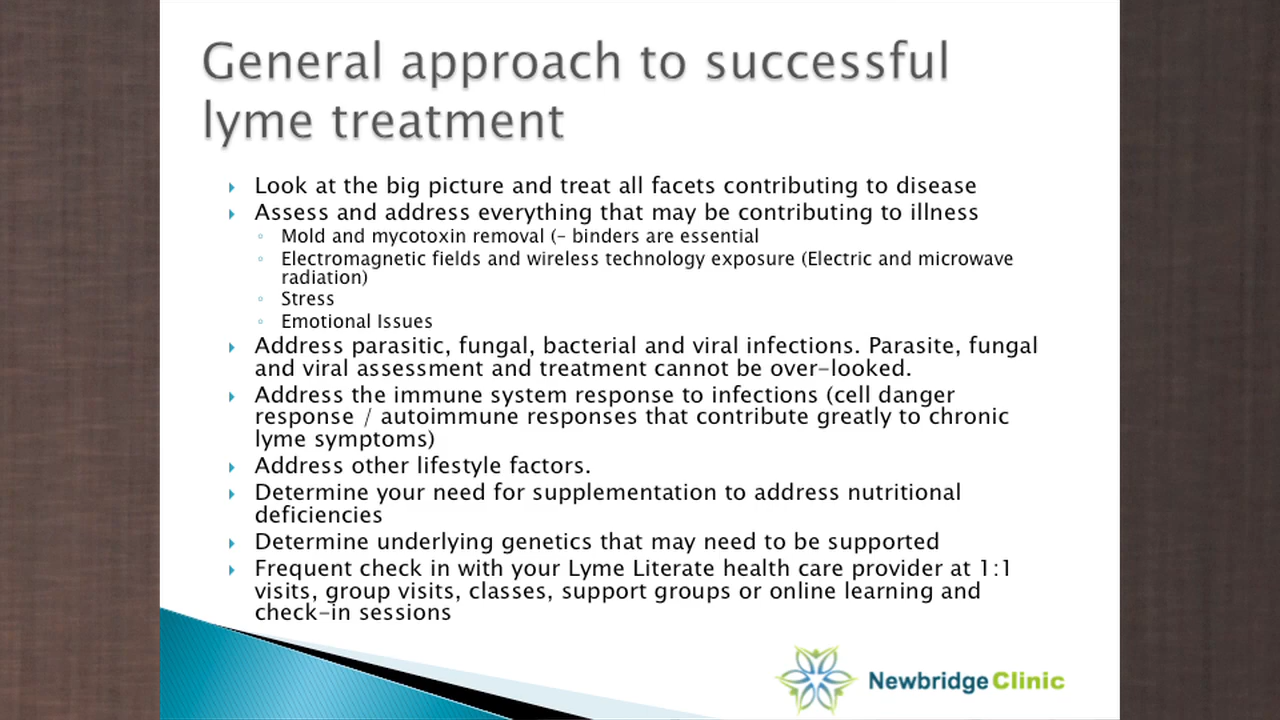 General approach to successful
lyme treatment
Look at the big picture and treat all facets contributing to disease
Assess and address everything that may be contributing to illness
Mold and mycotoxin removal (- binders are essential
Electromagnetic fields and wireless technology exposure (Electric and microwave
radiation)
Stress
Emotional Issues
Address parasitic, fungal, bacterial and viral infections. Parasite, fungal
and viral assessment and treatment cannot be over-looked.
Address the immune system response to infections (cell danger
response / autoimmune responses that contribute greatly to chronic
lyme symptoms)
Address other lifestyle factors.
Determine your need for supplementation to address nutritional
deficiencies
Determine underlying genetics that may need to be supported
Frequent check in with your Lyme Literate health care provider at 1:1
visits, group visits, classes, support groups or online learning and
check-in sessions
Newbridge Clinic